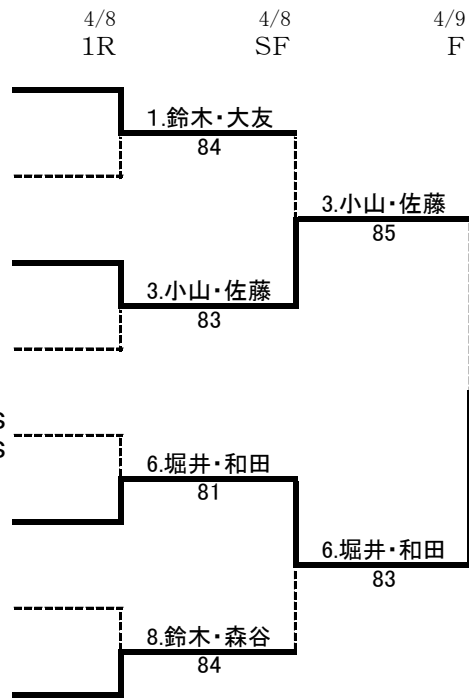 4/8 4/8 4/9
1R SF F
1.鈴木・大友
84
3.小山・佐藤
85
3.小山・佐藤
83
S
S
6.堀井・和田
81
6.堀井・和田
83
8.鈴木・森谷
84